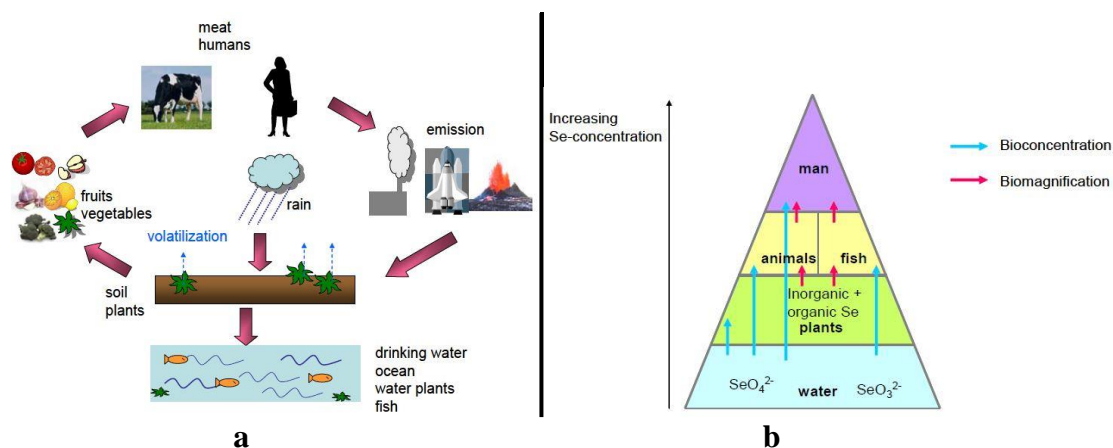 meat
humans
emission
fruits
vegetables
rain
volatilization
soil
plants
drinking water
ocean
water plants
fish
a
Increasing
Se-concentration
Bioconcentration
Biomagnification
man
animals
fish
Inorganic +
organic Se
plants
SeO₄²⁻
water
SeO₃²⁻
b